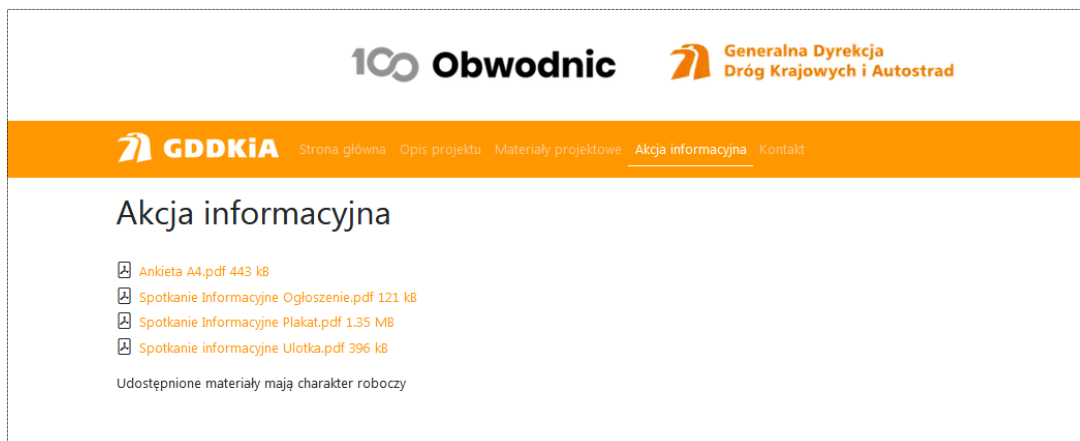 100 Obwodnic
Generalna Dyrekcja
Dróg Krajowych i Autostrad
GDDKiA Strona główna Opis projektu Materiały projektowe Akcja informacyjna Kontakt
Akcja informacyjna
Ankieta A4.pdf 443 kB
Spotkanie Informacyjne Ogłoszenie.pdf 121 kB
Spotkanie Informacyjne Plakat.pdf 1.35 MB
Spotkanie informacyjne Ulotka.pdf 396 kB
Udostępnione materiały mają charakter roboczy